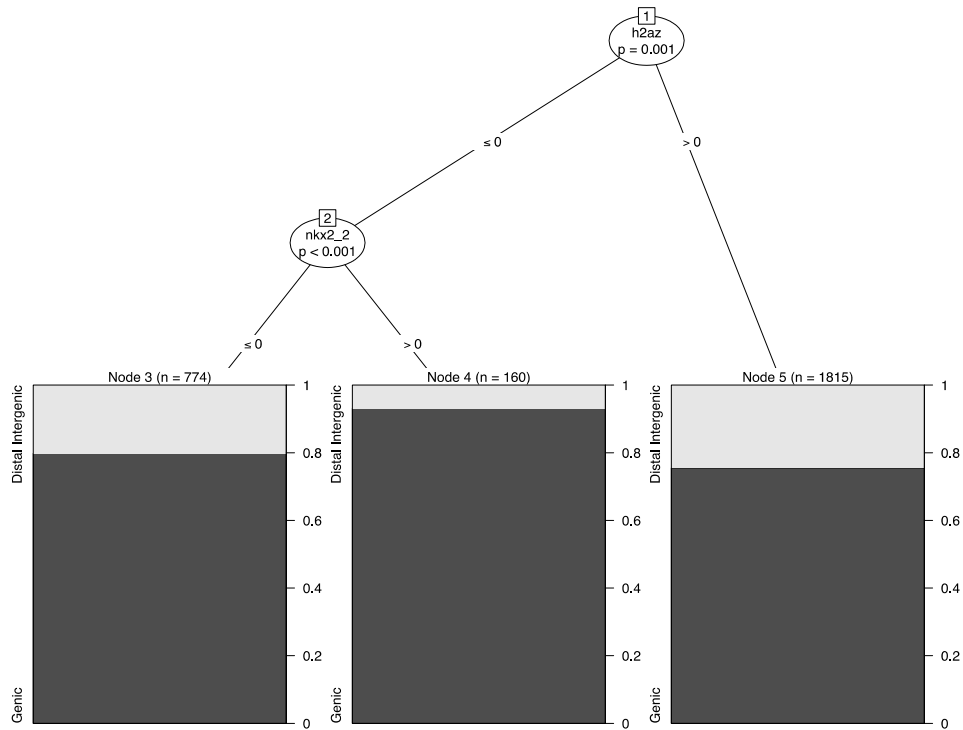 1
h2az
p = 0.001
≤ 0
> 0
2
nkx2_2
p < 0.001
≤ 0
> 0
Node 3 (n = 774)
Distal Intergenic
Genic
1
0.8
0.6
0.4
0.2
0
Node 4 (n = 160)
Distal Intergenic
Genic
1
0.8
0.6
0.4
0.2
0
Node 5 (n = 1815)
Distal Intergenic
Genic
1
0.8
0.6
0.4
0.2
0